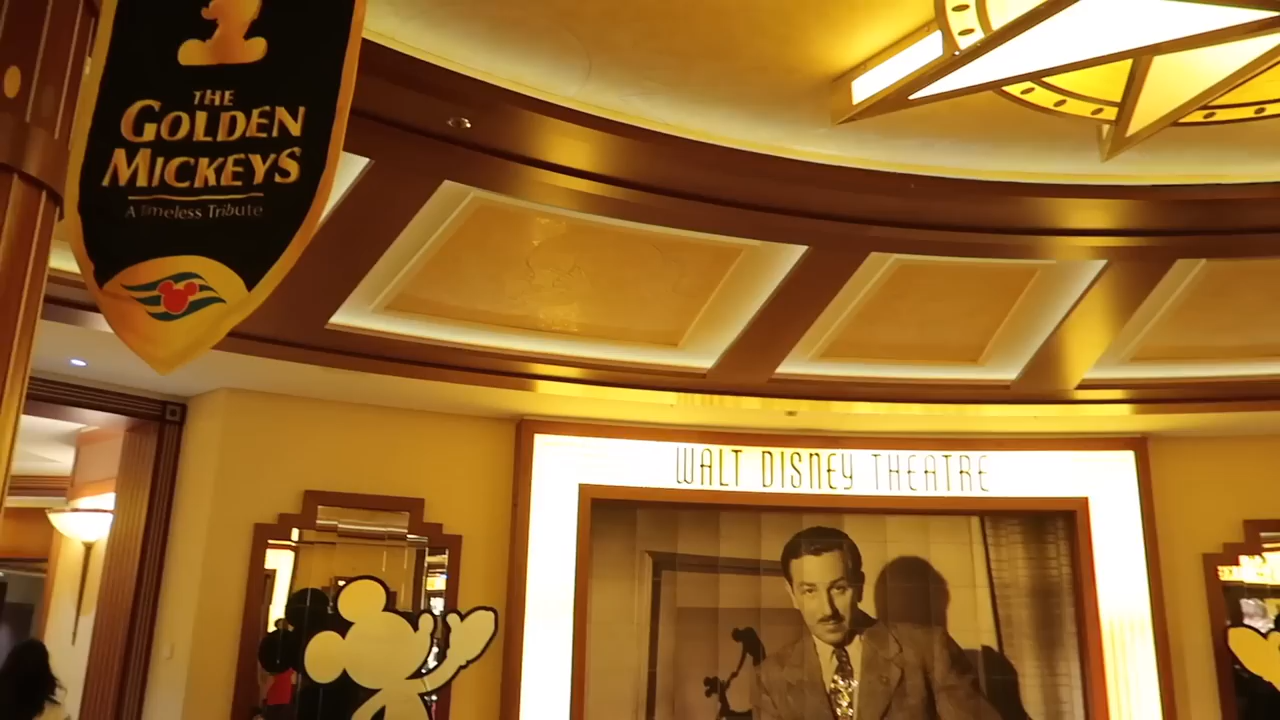 THE
GOLDEN
MICKEYS
A Timeless Tribute
WALT DISNEY THEATRE